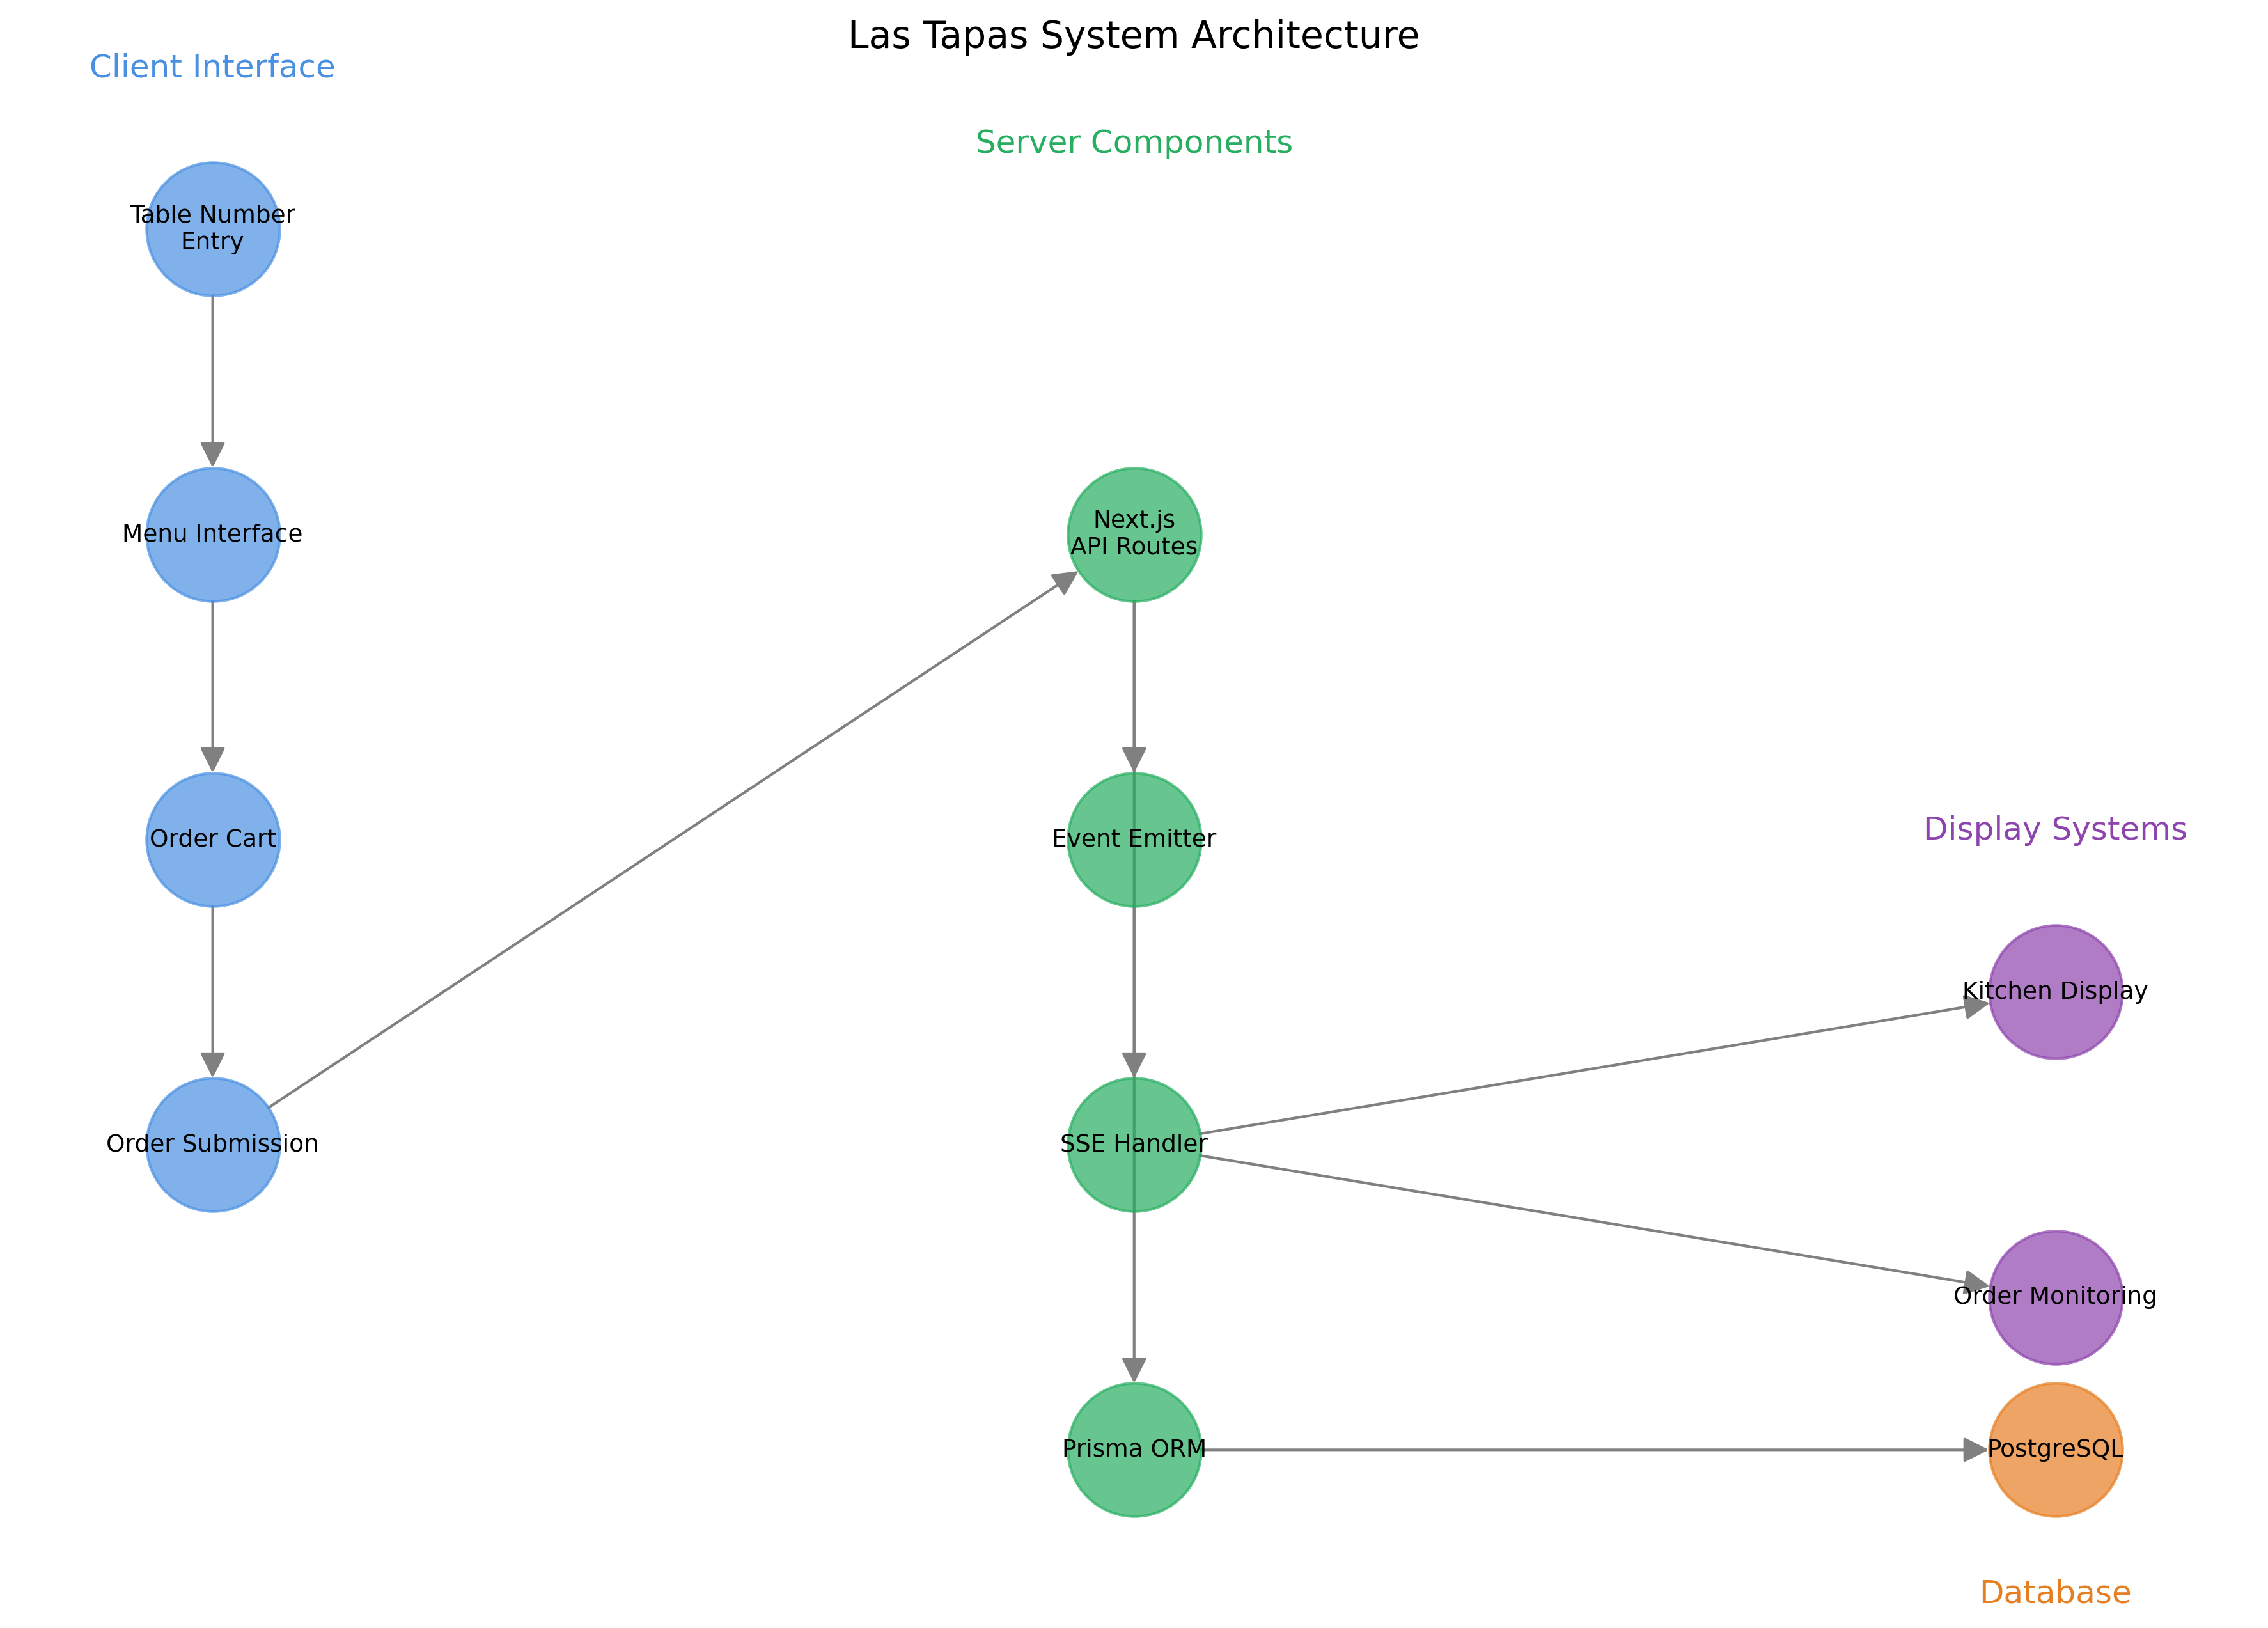 Las Tapas System Architecture
Client Interface
Server Components
Table Number
Entry
Menu Interface
Next.js
API Routes
Order Cart
Event Emitter
Display Systems
Kitchen Display
Order Submission
SSE Handler
Order Monitoring
Prisma ORM
PostgreSQL
Database